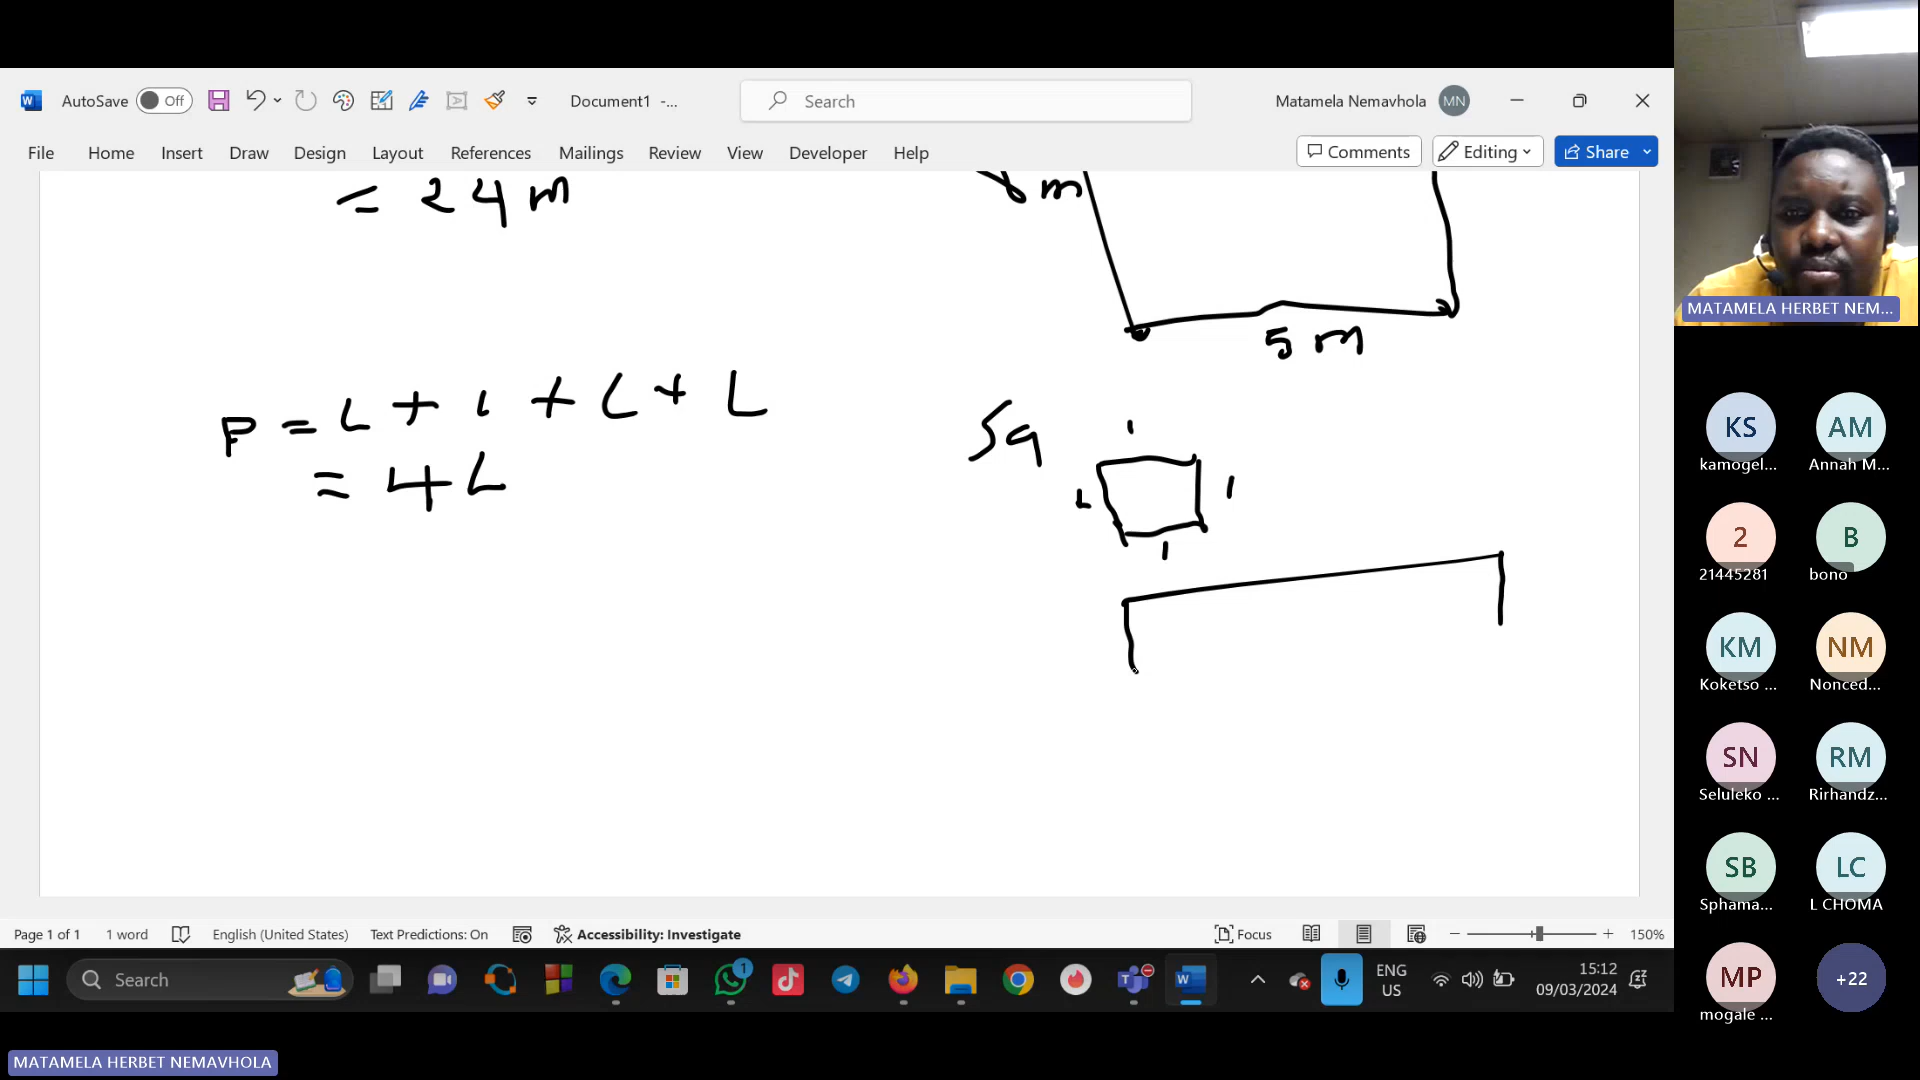 AutoSave Off Document1 -... Search Matamela Nemavhola MN
File Home Insert Draw Design Layout References Mailings Review View Developer Help Comments Editing Share
= 24 m
m
5 m
P = L + L + L + L
= 4L
Sq
L
L
L
L
Page 1 of 1 1 word English (United States) Text Predictions: On Accessibility: Investigate Focus 150%
Search 1 ENG US 15:12 09/03/2024
MATAMELA HERBET NEM...
KS AM
kamogel... Annah M...
2 B
21445281 bono
KM NM
Koketso ... Nonced...
SN RM
Seluleko ... Rirhandz...
SB LC
Sphama... L CHOMA
MP +22
mogale ...
MATAMELA HERBET NEMAVHOLA